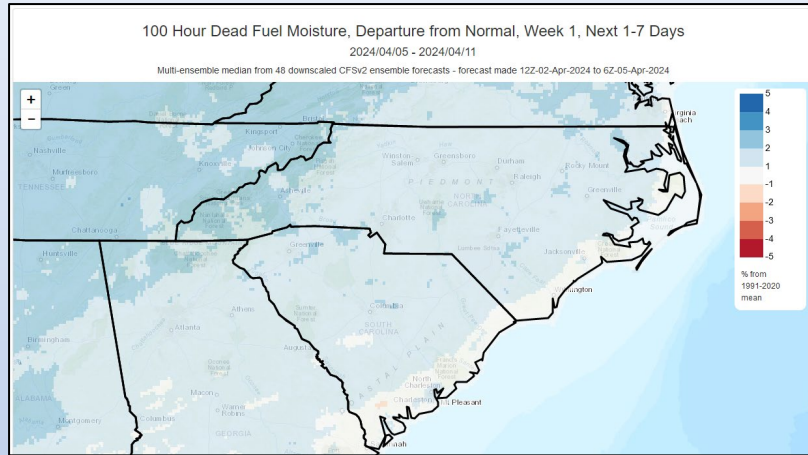 100 Hour Dead Fuel Moisture, Departure from Normal, Week 1, Next 1-7 Days
2024/04/05 - 2024/04/11
Multi-ensemble median from 48 downscaled CFSv2 ensemble forecasts - forecast made 12Z-02-Apr-2024 to 6Z-05-Apr-2024
+
−
5
4
3
2
1
-1
-2
-3
-4
-5
% from
1991-2020
mean
Green
Kingsport
Johnson City
Nashville
Knoxville
Murfreesboro
TENNESSEE
Winston-
Salem
Greensboro
Durham
Raleigh
Rocky Mount
Greenville
PIEDMONT
NORTH
CAROLINA
Asheville
Charlotte
Chattanooga
Huntsville
Greenville
Fayetteville
Jacksonville
Columbia
SOUTH
CAROLINA
Athens
Atlanta
Birmingham
Augusta
North
Charleston
Mt Pleasant
Macon
Warner
Robins
Columbus
ALABAMA
Montgomery
GEORGIA